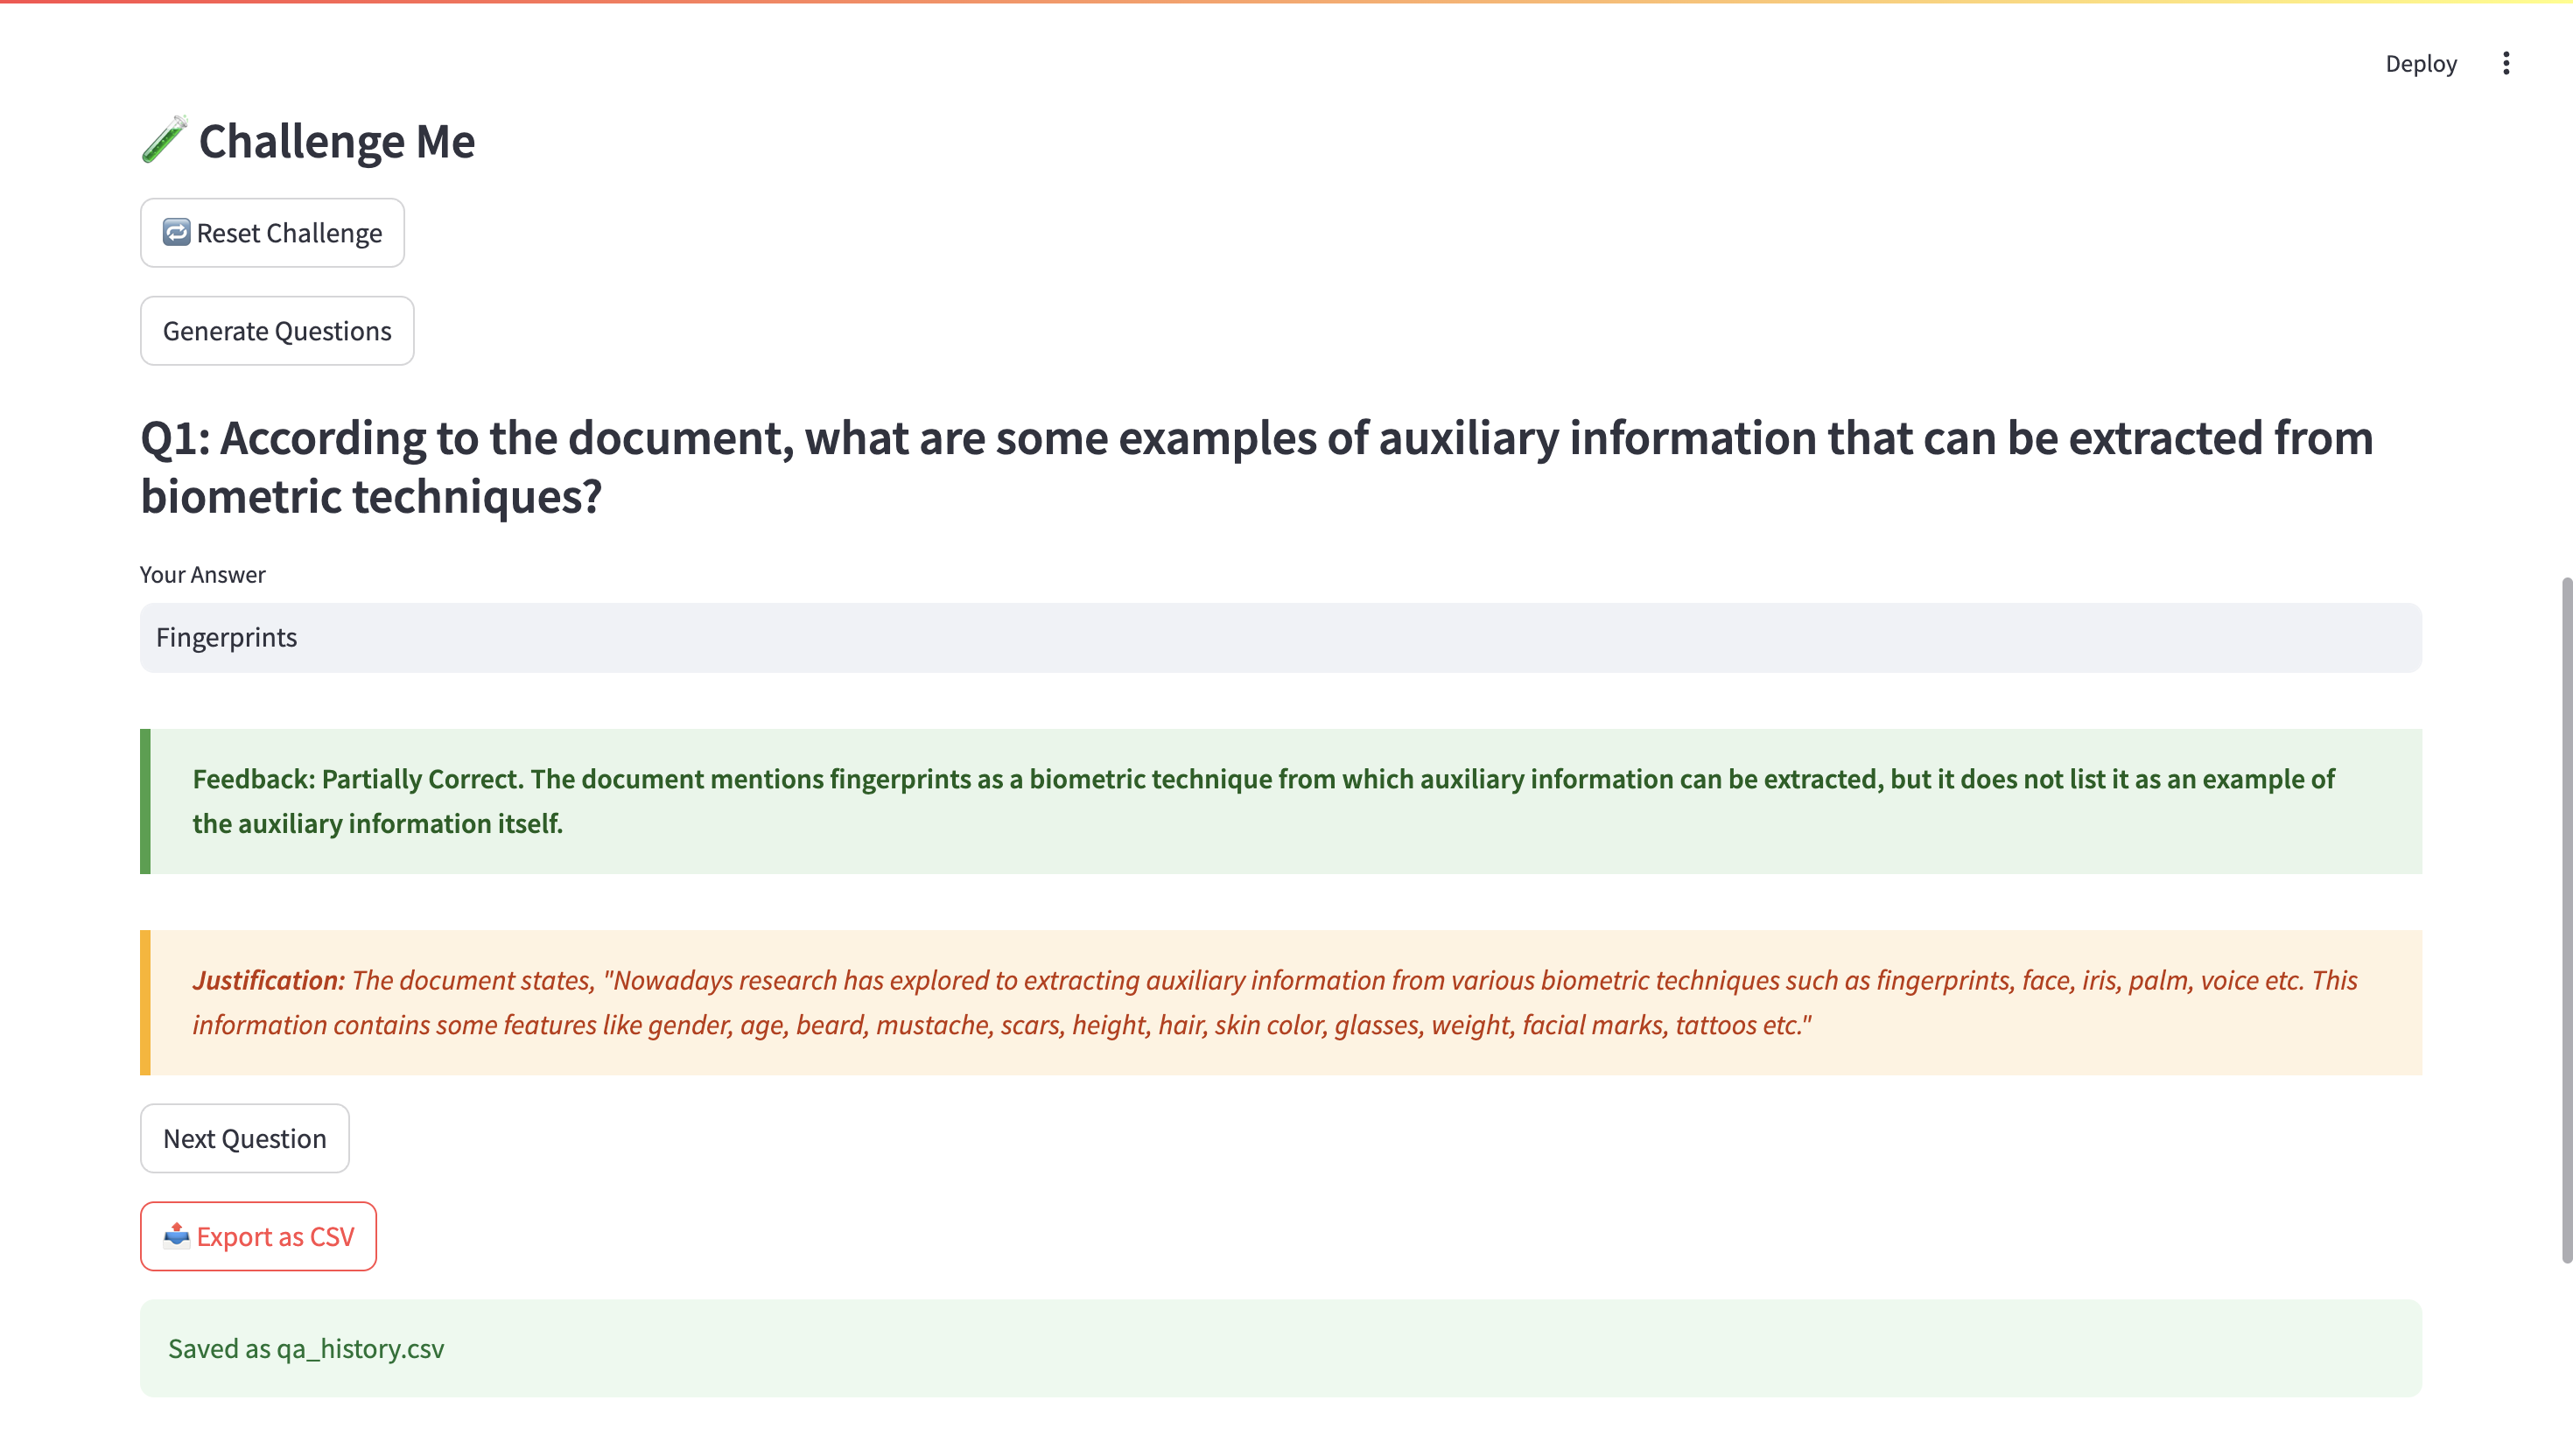 Deploy
Challenge Me
Reset Challenge
Generate Questions
Q1: According to the document, what are some examples of auxiliary information that can be extracted from
biometric techniques?
Your Answer
Fingerprints
Feedback: Partially Correct. The document mentions fingerprints as a biometric technique from which auxiliary information can be extracted, but it does not list it as an example of
the auxiliary information itself.
Justification: The document states, "Nowadays research has explored to extracting auxiliary information from various biometric techniques such as fingerprints, face, iris, palm, voice etc. This
information contains some features like gender, age, beard, mustache, scars, height, hair, skin color, glasses, weight, facial marks, tattoos etc."
Next Question
Export as CSV
Saved as qa_history.csv